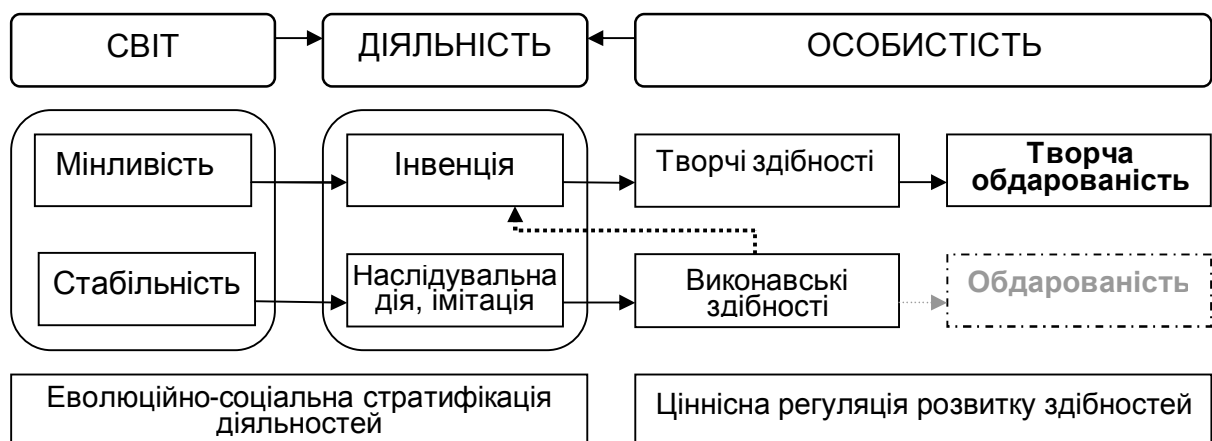 СВІТ
ДІЯЛЬНІСТЬ
ОСОБИСТІСТЬ
Мінливість
Інвенція
Творчі здібності
Творча
обдарованість
Стабільність
Наслідувальна
дія, імітація
Виконавські
здібності
Обдарованість
Еволюційно-соціальна стратифікація
діяльностей
Ціннісна регуляція розвитку здібностей